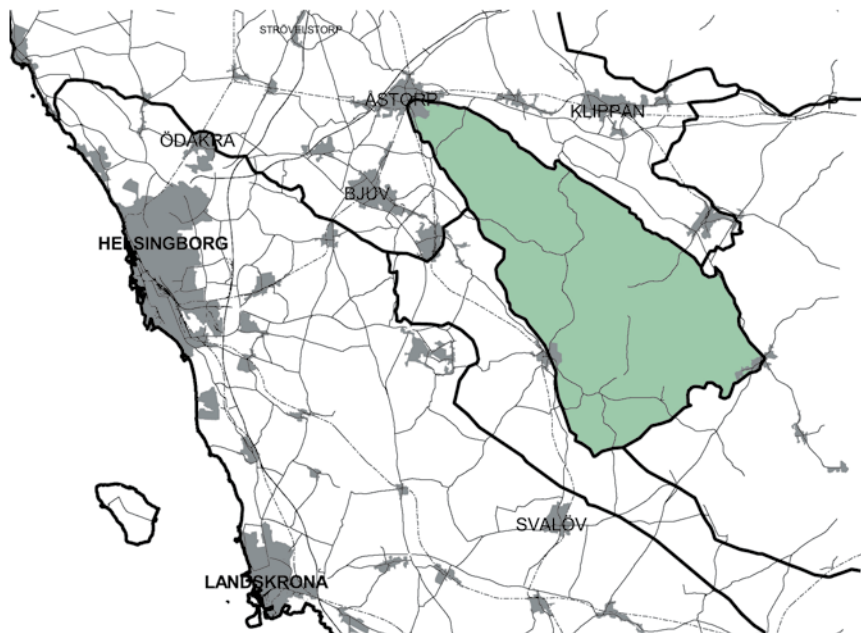 STRÖVELSTORP
ÅSTORP
KLIPPAN
ÖDÅKRA
BJUV
HELSINGBORG
SVALÖV
LANDSKRONA